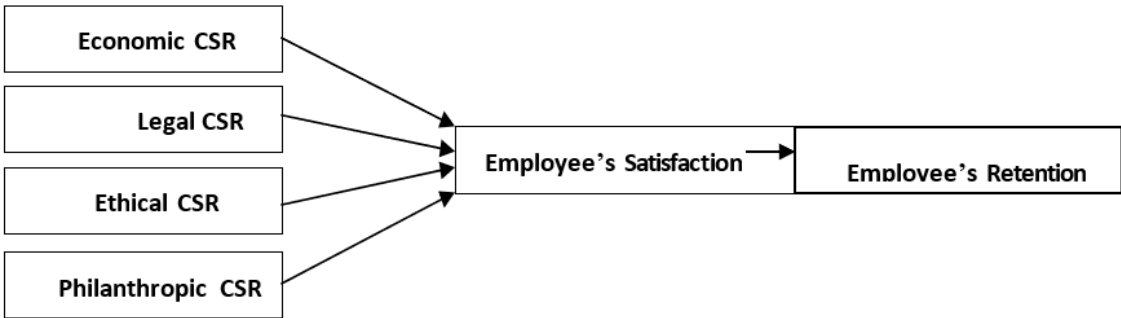 Economic CSR
Legal CSR
Ethical CSR
Philanthropic CSR
Employee’s Satisfaction
Employee’s Retention